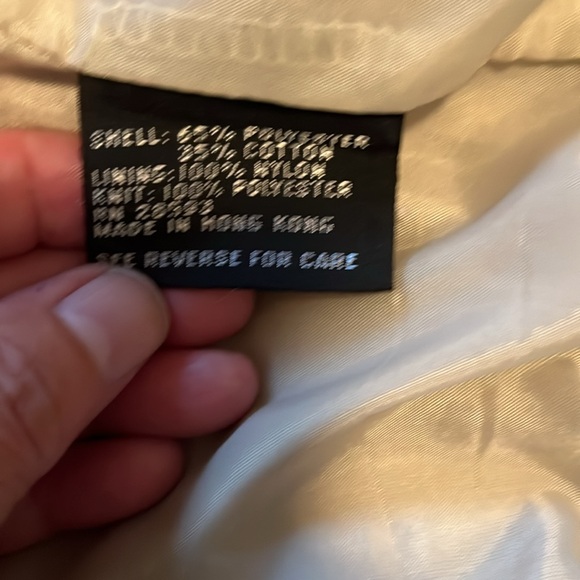 SHELL: 65% POLYESTER
35% COTTON
LINING: 100% NYLON
KNIT: 100% POLYESTER
RN
MADE IN HONG KONG
SEE REVERSE FOR CARE